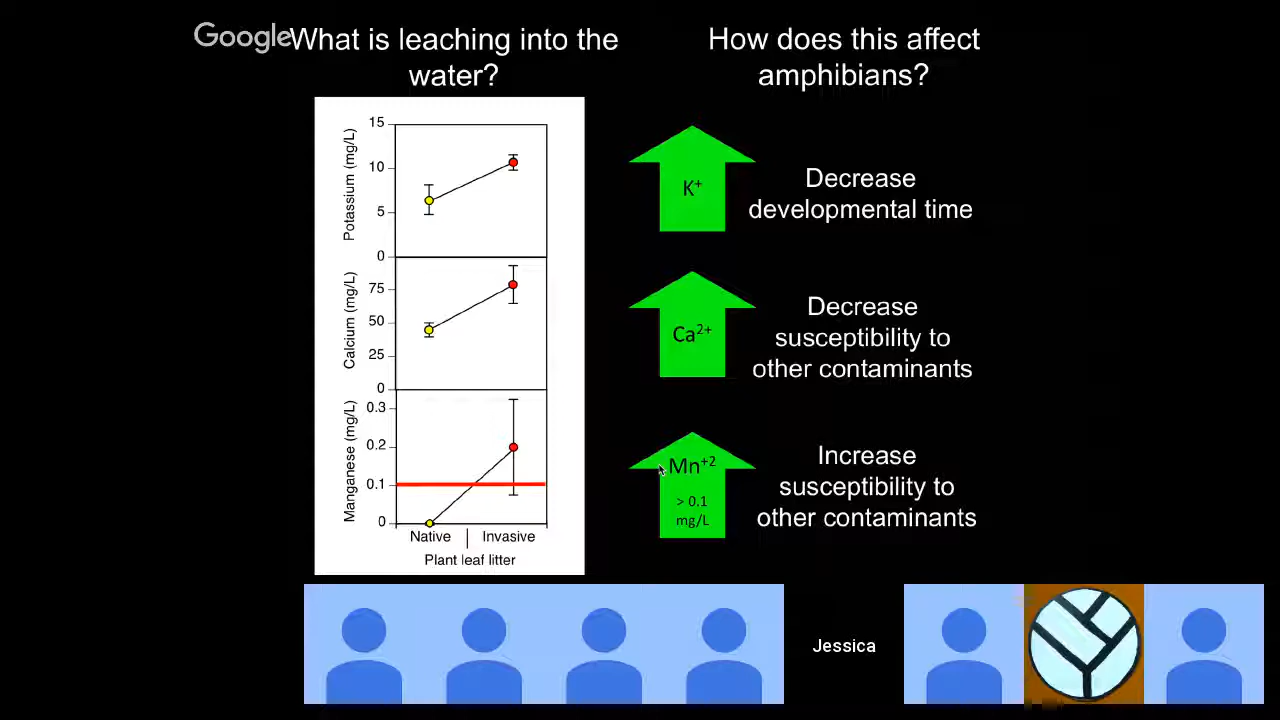 Google
What is leaching into the
water?
How does this affect
amphibians?
Potassium (mg/L)
15
10
5
0
Calcium (mg/L)
75
50
25
0
Manganese (mg/L)
0.3
0.2
0.1
0
Native | Invasive
Plant leaf litter
K+
Decrease
developmental time
Ca2+
Decrease
susceptibility to
other contaminants
Mn+2
> 0.1
mg/L
Increase
susceptibility to
other contaminants
Jessica